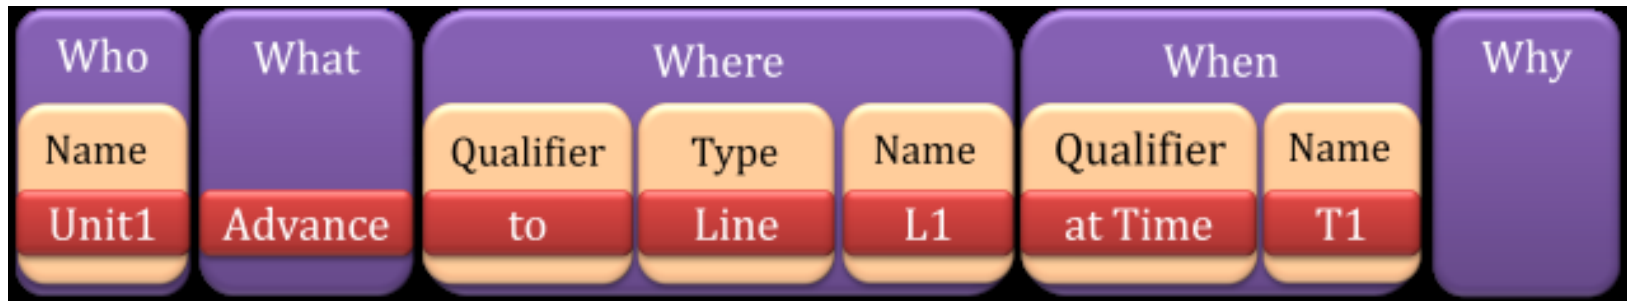 Who What Where When Why
Name Qualifier Type Name Qualifier Name
Unit1 Advance to Line L1 at Time T1